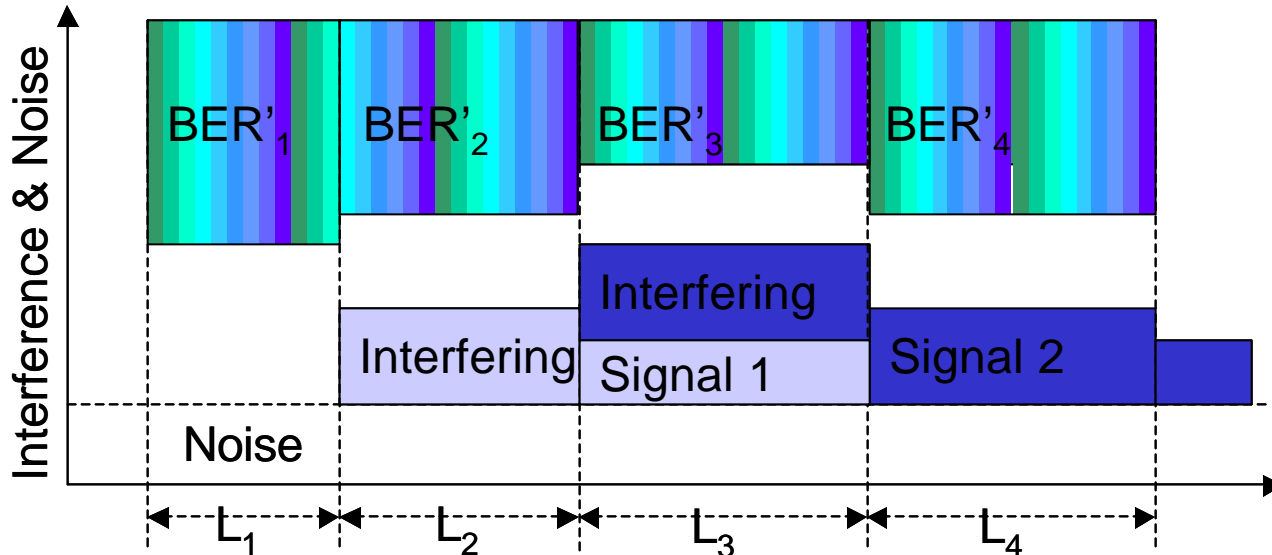 Interference & Noise
BER’₁
BER’₂
BER’₃
BER’₄
Interfering
Interfering
Signal 1
Signal 2
Noise
L₁
L₂
L₃
L₄